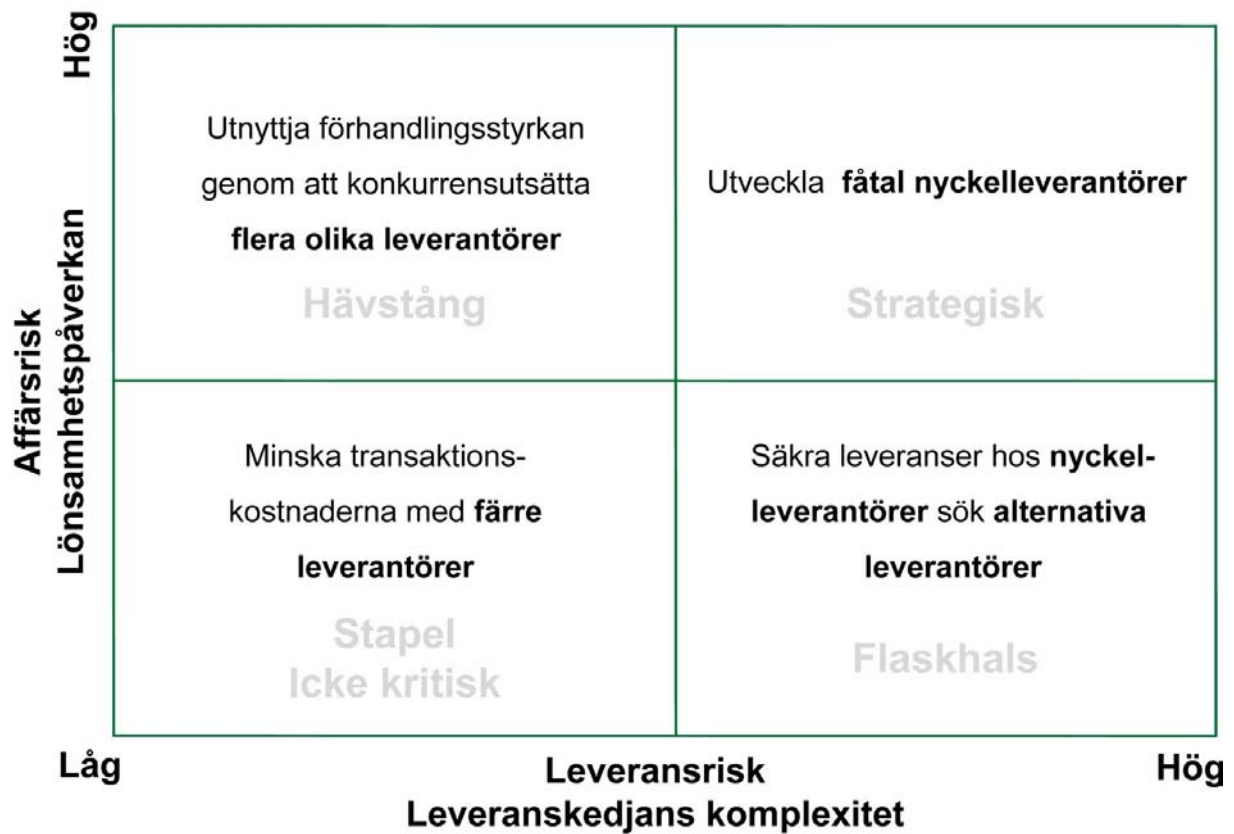 Hög
Utnyttja förhandlingsstyrkan
genom att konkurrensutsätta
flera olika leverantörer
Hävstång
Utveckla fåtal nyckelleverantörer
Strategisk
Affärsrisk
Lönsamhetspåverkan
Minska transaktions-
kostnaderna med färre
leverantörer
Stapel
Icke kritisk
Säkra leveranser hos nyckel-
leverantörer sök alternativa
leverantörer
Flaskhals
Låg
Leveransrisk
Hög
Leveranskedjans komplexitet